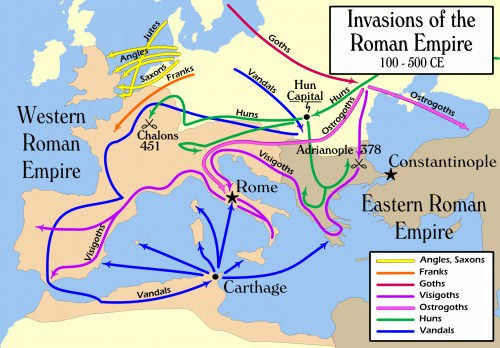 Invasions of the
Roman Empire
100 - 500 CE
Jutes
Angles
Saxons
Franks
Goths
Vandals
Hun
Capital
Huns
Ostrogoths
Ostrogoths
Huns
Chalons
451
Western
Roman
Empire
Visigoths
Adrianople 378
Constantinople
Rome
Eastern Roman
Empire
Visigoths
Carthage
Vandals
Angles, Saxons
Franks
Goths
Visigoths
Ostrogoths
Huns
Vandals